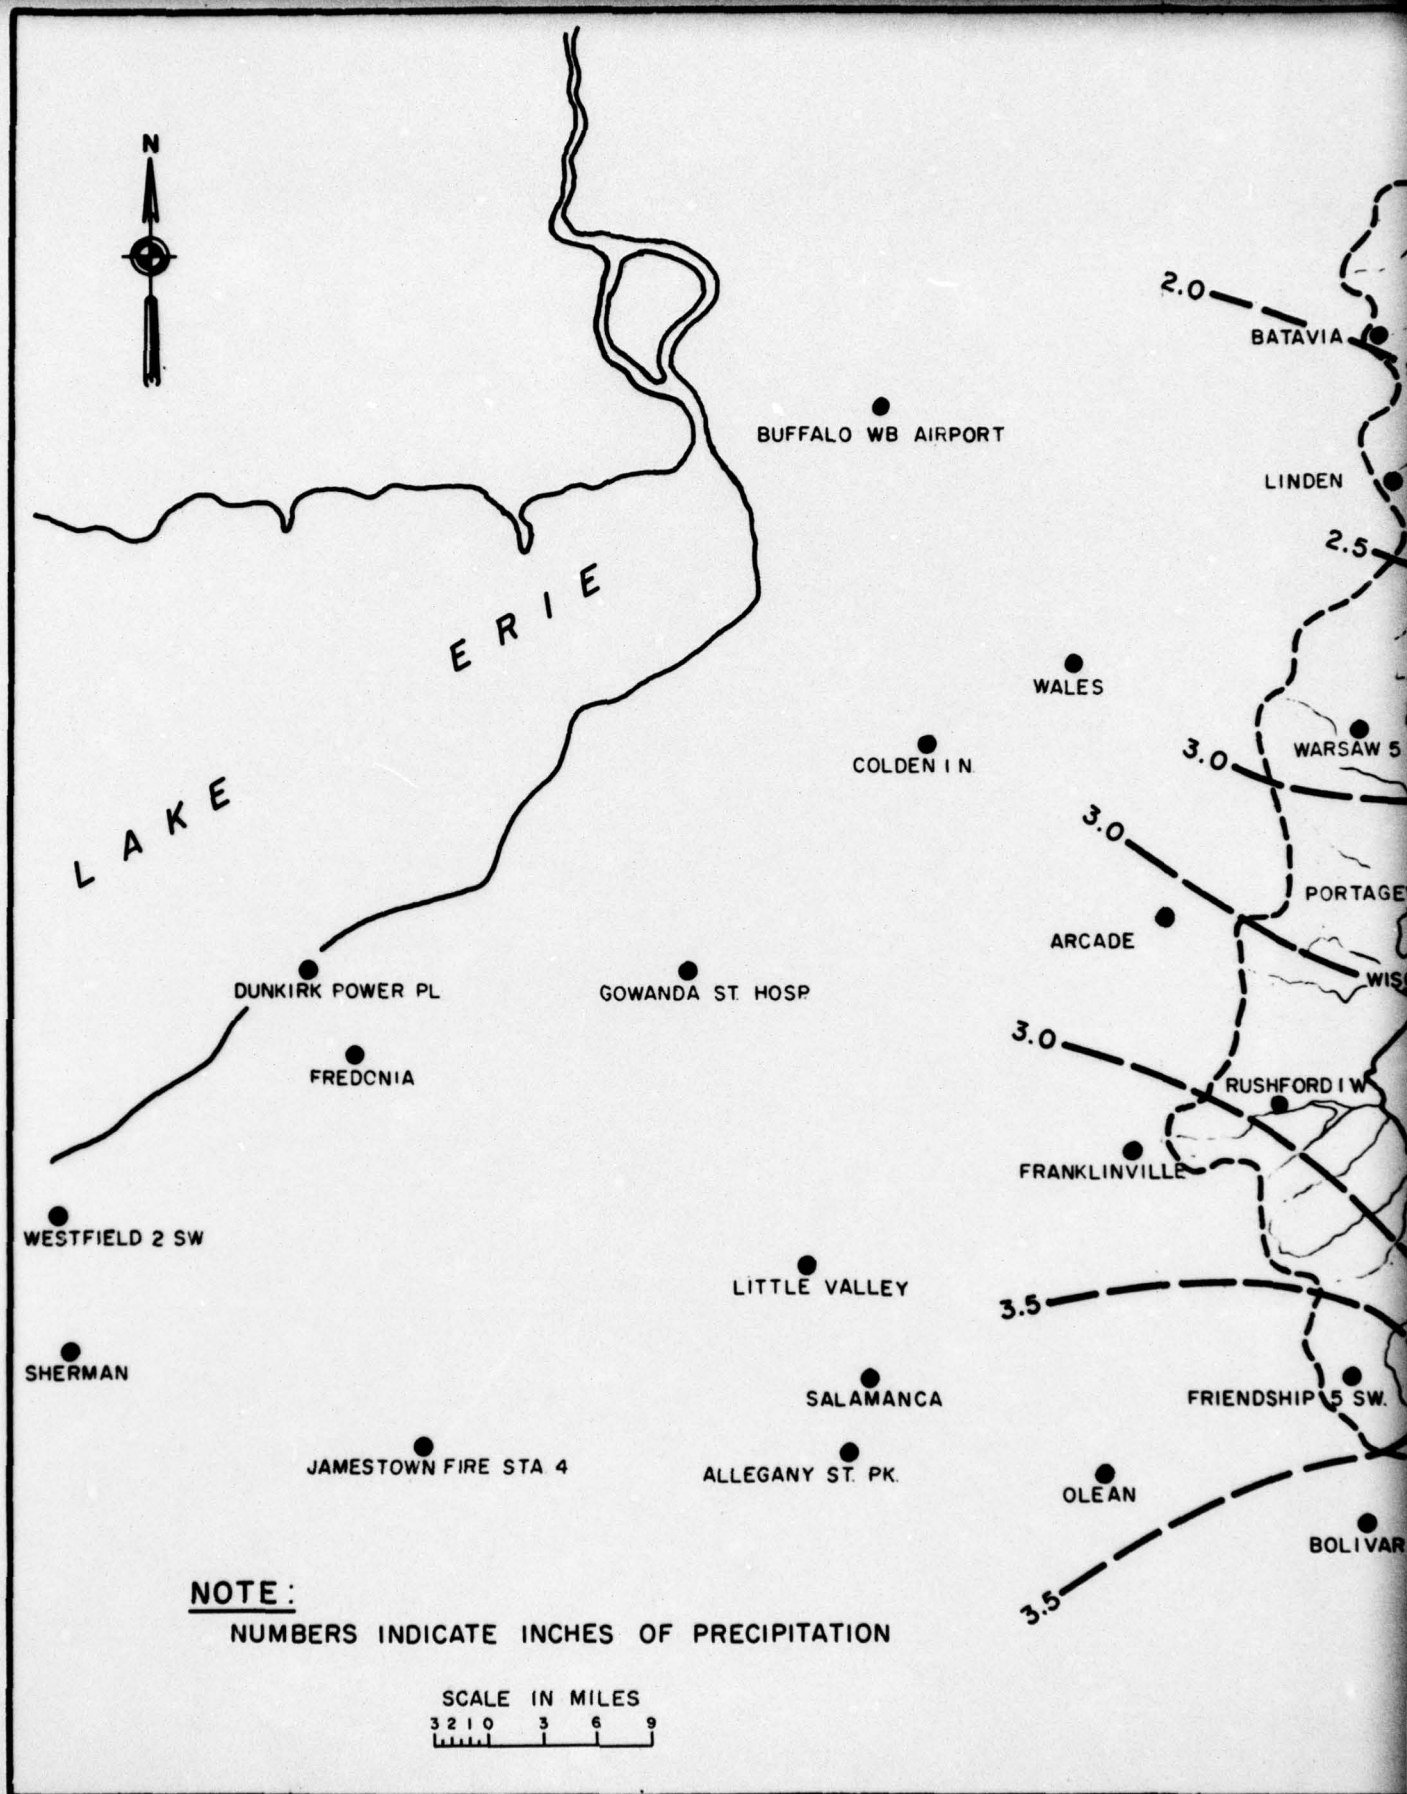 N
2.0
BATAVIA
BUFFALO WB AIRPORT
LINDEN
2.5
LAKE ERIE
WALES
COLDEN 1 N.
WARSAW 5
3.0
3.0
PORTAGE
ARCADE
WISC
DUNKIRK POWER PL
GOWANDA ST. HOSP.
3.0
FREDONIA
RUSHFORD 1 W
FRANKLINVILLE
WESTFIELD 2 SW
LITTLE VALLEY
3.5
SHERMAN
SALAMANCA
FRIENDSHIP 5 SW.
JAMESTOWN FIRE STA 4
ALLEGANY ST. PK.
OLEAN
BOLIVAR
3.5
NOTE:
NUMBERS INDICATE INCHES OF PRECIPITATION
SCALE IN MILES
3 2 1 0 3 6 9